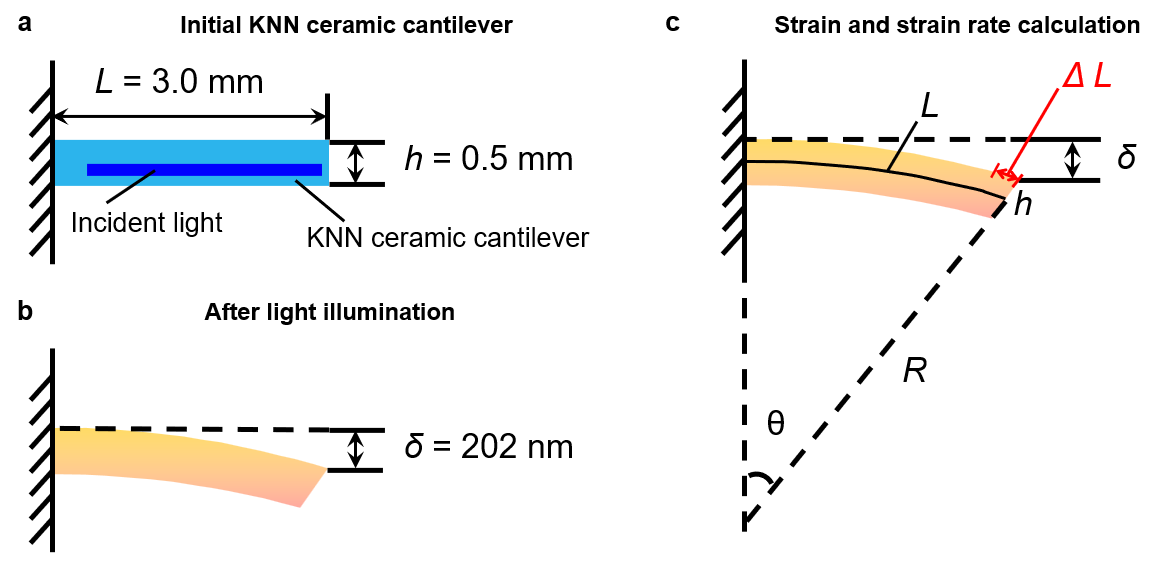 a
Initial KNN ceramic cantilever
L = 3.0 mm
h = 0.5 mm
Incident light
KNN ceramic cantilever
b
After light illumination
δ = 202 nm
c
Strain and strain rate calculation
Δ L
L
δ
h
R
θ